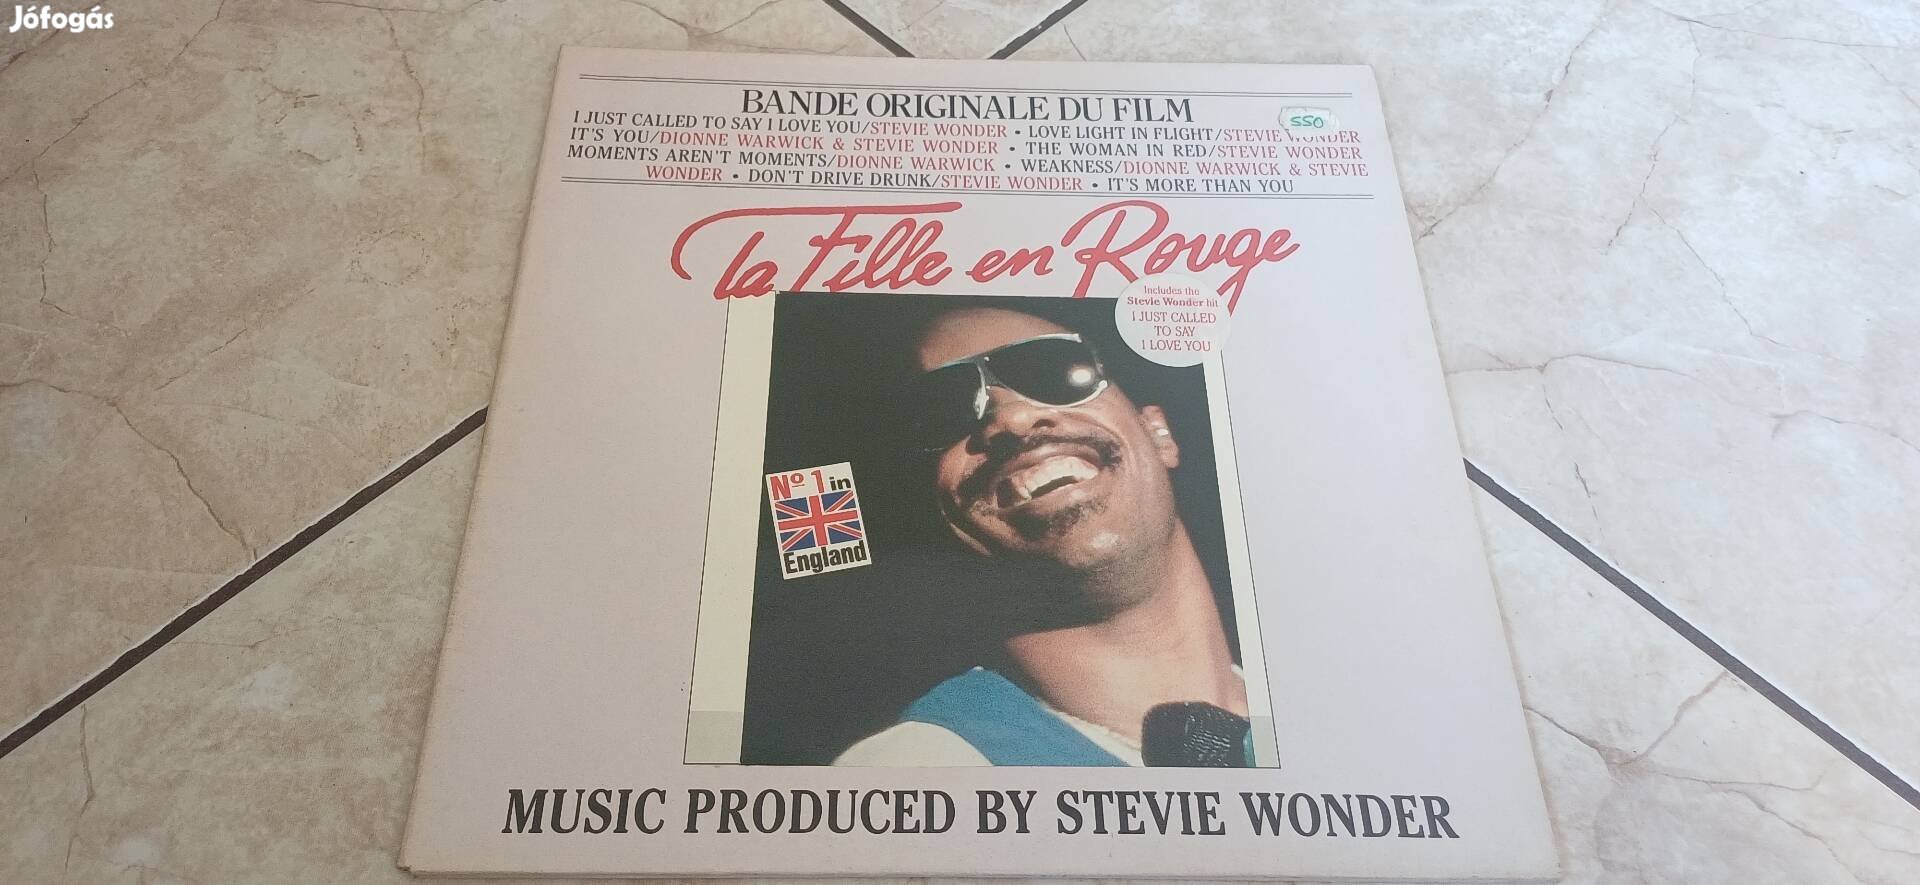 Jófogás
BANDE ORIGINALE DU FILM
550
I JUST CALLED TO SAY I LOVE YOU/STEVIE WONDER • LOVE LIGHT IN FLIGHT/STEVIE WONDER
IT'S YOU/DIONNE WARWICK & STEVIE WONDER • THE WOMAN IN RED/STEVIE WONDER
MOMENTS AREN'T MOMENTS/DIONNE WARWICK • WEAKNESS/DIONNE WARWICK & STEVIE
WONDER • DON'T DRIVE DRUNK/STEVIE WONDER • IT'S MORE THAN YOU
la Fille en Rouge
Includes the
Stevie Wonder hit
I JUST CALLED
TO SAY
I LOVE YOU
Nº 1 in
England
MUSIC PRODUCED BY STEVIE WONDER